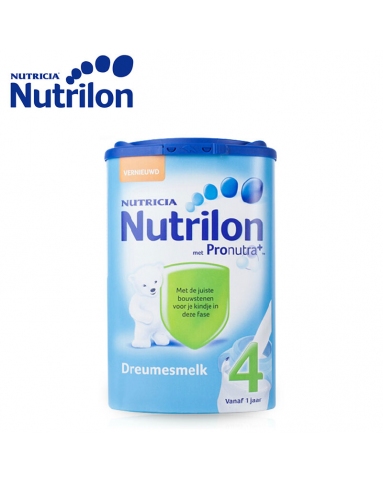 NUTRICIA
Nutrilon
VERNIEUWD
NUTRICIA
Nutrilon
met Pronutra+
Met de juiste
bouwstenen
voor je kindje in
deze fase
Dreumesmelk
4
Vanaf 1 jaar